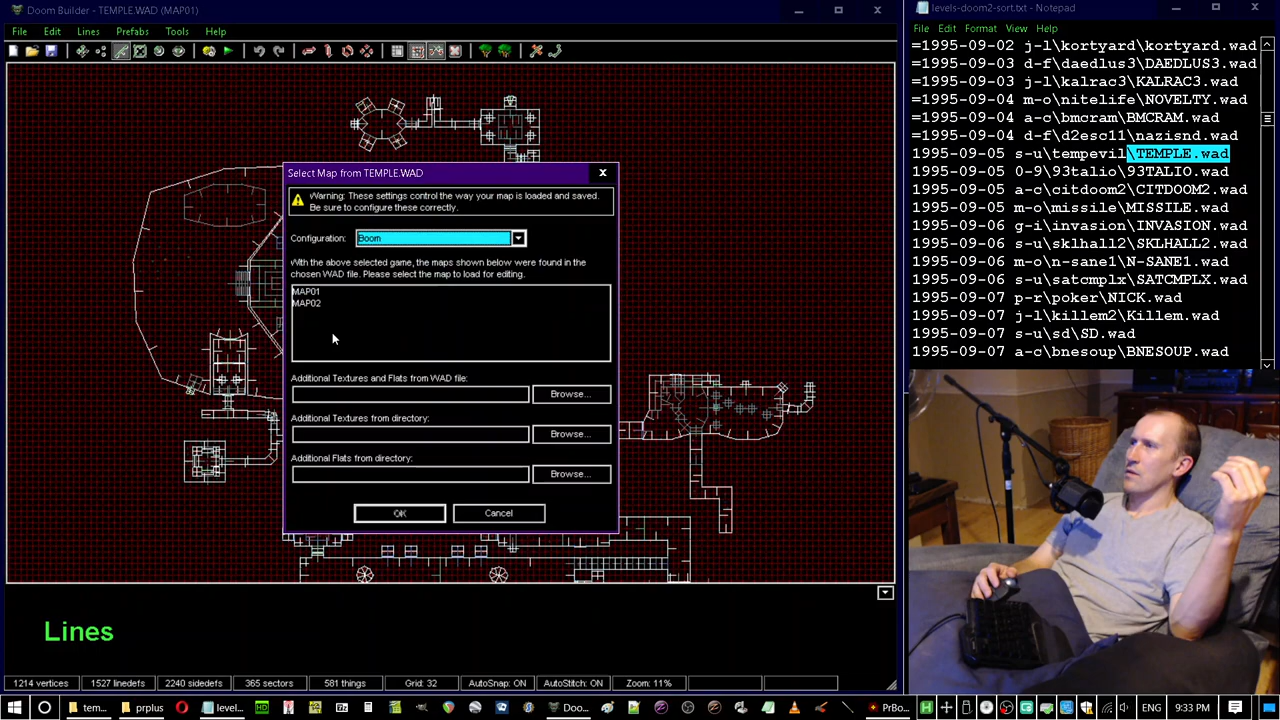 Doom Builder - TEMPLE.WAD (MAP01)
File Edit Lines Prefabs Tools Help
Select Map from TEMPLE.WAD
Warning: These settings control the way your map is loaded and saved.
Be sure to configure these correctly.
Configuration: Boom
With the above selected game, the maps shown below were found in the
chosen WAD file. Please select the map to load for editing.
MAP01
MAP02
Additional Textures and Flats from WAD file:
Browse...
Additional Textures from directory:
Browse...
Additional Flats from directory:
Browse...
OK Cancel
Lines
1214 vertices 1527 linedefs 2240 sidedefs 365 sectors 581 things Grid: 32 AutoSnap: ON AutoStitch: ON Zoom: 11%
levels-doom2-sort.txt - Notepad
File Edit Format View Help
=1995-09-02 j-l\kortyard\kortyard.wad
=1995-09-03 d-f\daedlus3\DAEDLUS3.wad
=1995-09-03 j-l\kalrac3\KALRAC3.wad
=1995-09-04 m-o\nitelife\NOVELTY.wad
=1995-09-04 a-c\bmcram\BMCRAM.wad
=1995-09-04 d-f\d2esc11\nazisnd.wad
1995-09-05 s-u\tempevil\TEMPLE.wad
1995-09-05 0-9\93talio\93TALIO.wad
1995-09-05 a-c\citdoom2\CITDOOM2.wad
1995-09-05 m-o\missile\MISSILE.wad
1995-09-06 g-i\invasion\INVASION.wad
1995-09-06 s-u\sklhall2\SKLHALL2.wad
1995-09-06 m-o\n-sane1\N-SANE1.wad
1995-09-06 s-u\satcmplx\SATCMPLX.wad
1995-09-07 p-r\poker\NICK.wad
1995-09-07 j-l\killem2\Killem.wad
1995-09-07 s-u\sd\SD.wad
1995-09-07 a-c\bnesoup\BNESOUP.wad
tem... prplus level... Doo... PrBo... ENG 9:33 PM